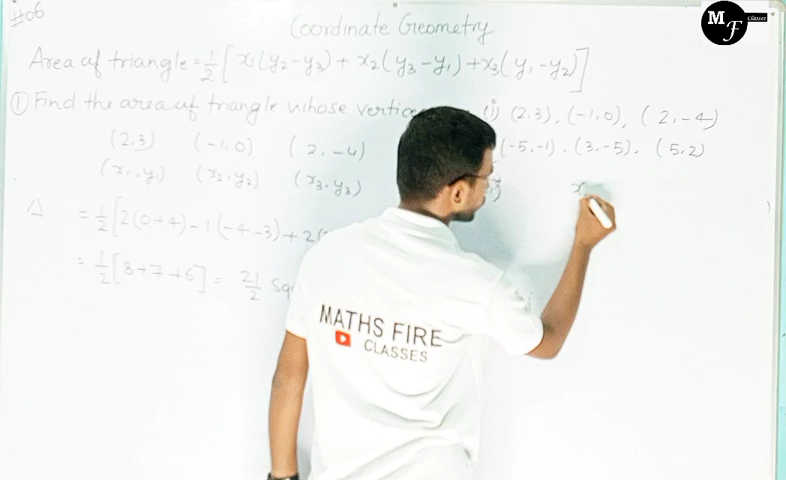 #06
Coordinate Geometry
Area of triangle = 1/2 [ x₁(y₂-y₃) + x₂(y₃-y₁) + x₃(y₁-y₂) ]
① Find the area of triangle whose (i) (2,3), (-1,0), (2,-4)
(-5,-1), (3,-5), (5,2)
(2,3) (-1,0) (2,-4)
(x₁,y₁) (x₂,y₂) (x₃,y₃)
x
Δ = 1/2 [2(0+4)-1(-4-3)+2(
= 1/2 [8+7+6] = 21/2 Sq
MATHS FIRE
CLASSES
MF
Classes